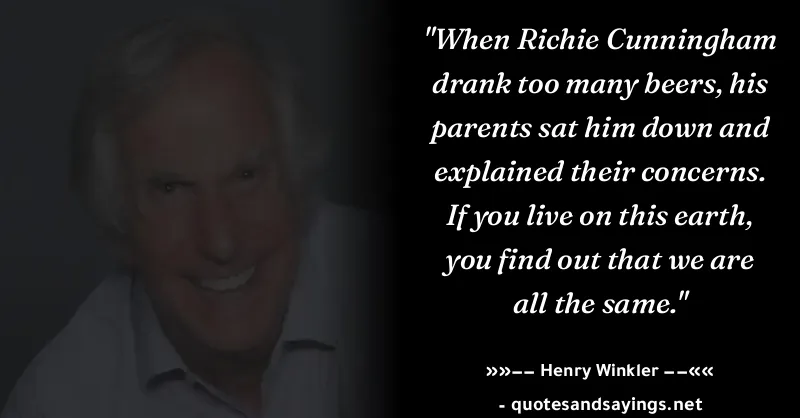 "When Richie Cunningham
drank too many beers, his
parents sat him down and
explained their concerns.
If you live on this earth,
you find out that we are
all the same."
»»–– Henry Winkler ––««
- quotesandsayings.net